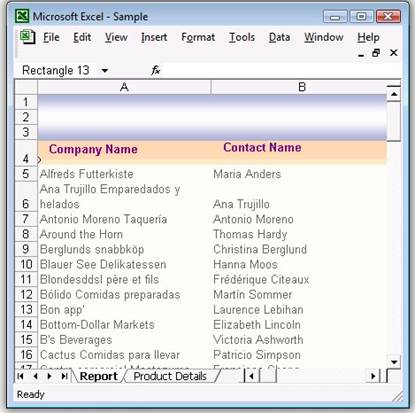 Microsoft Excel - Sample
File Edit View Insert Format Tools Data Window Help
Rectangle 13 fx
A B
1
2
3
4 Company Name Contact Name
5 Alfreds Futterkiste Maria Anders
Ana Trujillo Emparedados y
6 helados Ana Trujillo
7 Antonio Moreno Taquería Antonio Moreno
8 Around the Horn Thomas Hardy
9 Berglunds snabbköp Christina Berglund
10 Blauer See Delikatessen Hanna Moos
11 Blondesddsl père et fils Frédérique Citeaux
12 Bólido Comidas preparadas Martín Sommer
13 Bon app' Laurence Lebihan
14 Bottom-Dollar Markets Elizabeth Lincoln
15 B's Beverages Victoria Ashworth
16 Cactus Comidas para llevar Patricio Simpson
17
Report Product Details
Ready